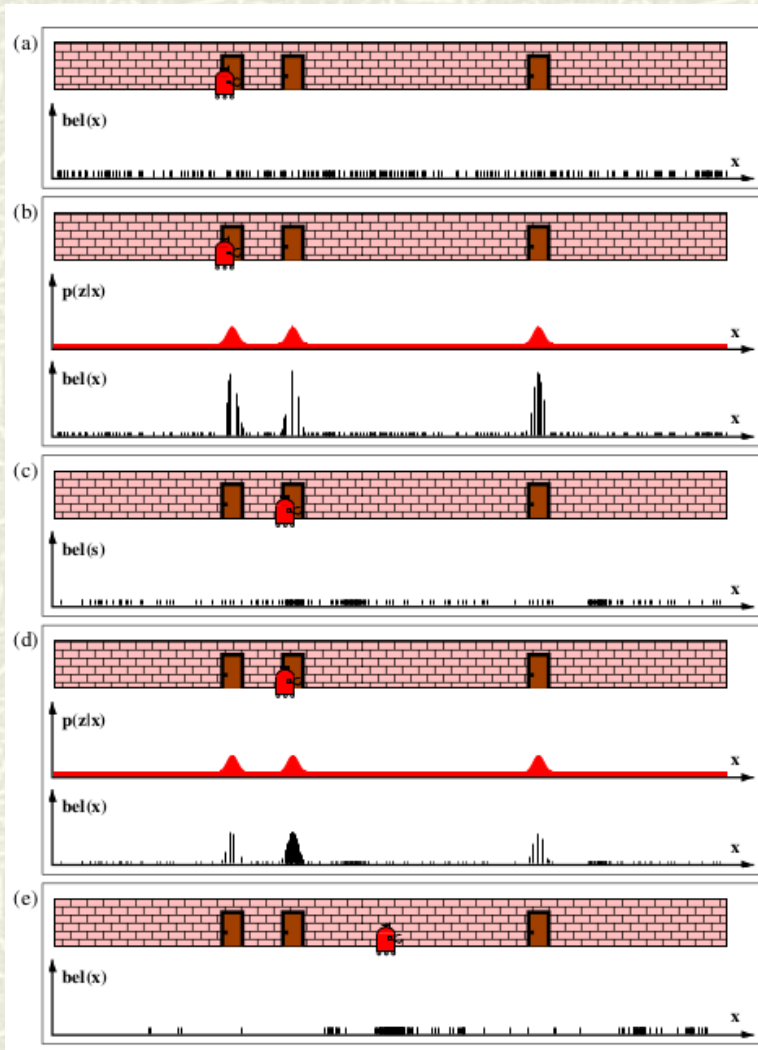 (a)
bel(x)
x
(b)
p(z|x)
x
bel(x)
x
(c)
bel(s)
x
(d)
p(z|x)
x
bel(x)
x
(e)
bel(x)
x